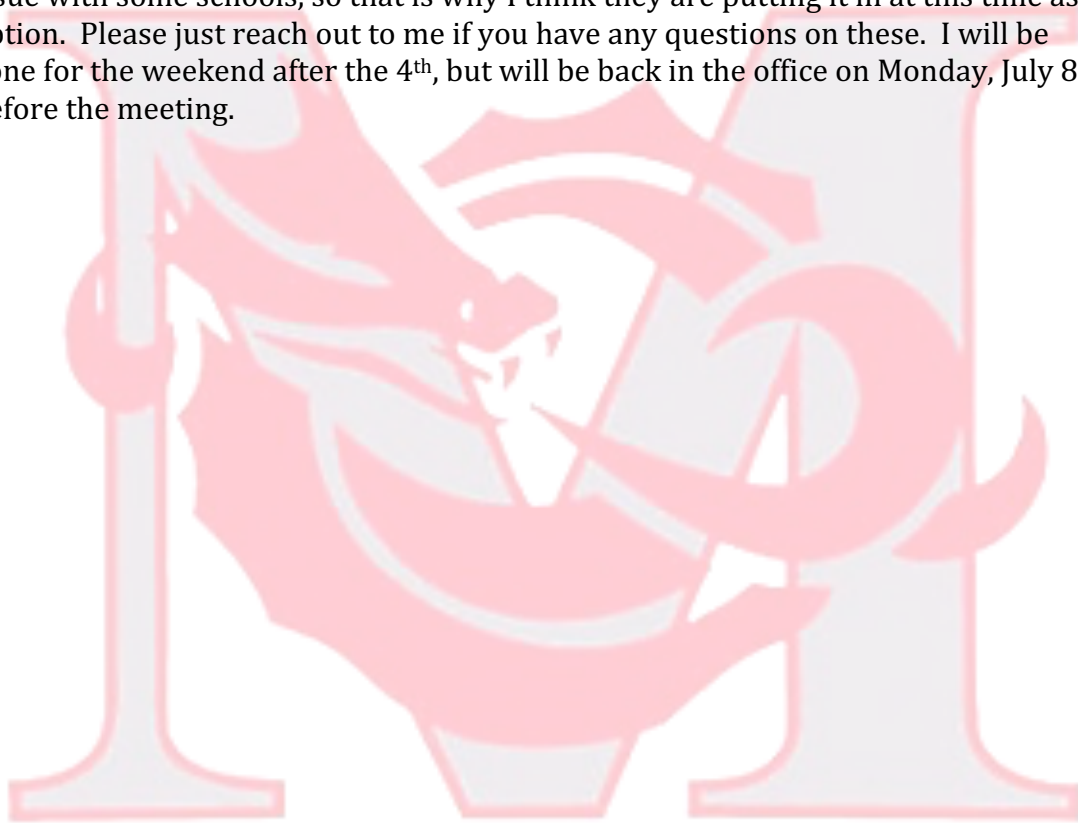 sue with some schools, so that is why I think they are putting it in at this time as
ption. Please just reach out to me if you have any questions on these. I will be
one for the weekend after the 4th, but will be back in the office on Monday, July 8
efore the meeting.